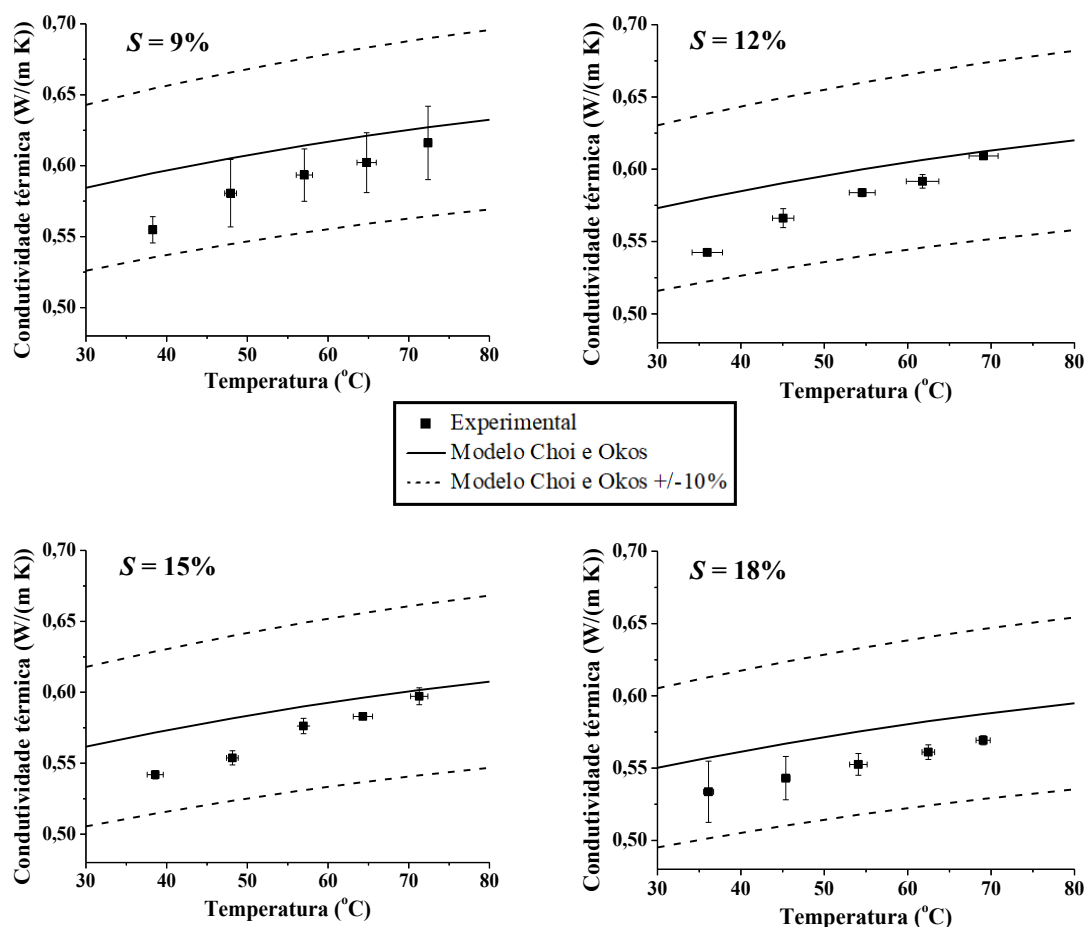 S = 9%
Condutividade térmica (W/(m K))
0,70
0,65
0,60
0,55
0,50
30 40 50 60 70 80
Temperatura (°C)
S = 12%
Condutividade térmica (W/(m K))
0,70
0,65
0,60
0,55
0,50
30 40 50 60 70 80
Temperatura (°C)
Experimental
Modelo Choi e Okos
Modelo Choi e Okos +/-10%
S = 15%
Condutividade térmica (W/(m K))
0,70
0,65
0,60
0,55
0,50
30 40 50 60 70 80
Temperatura (°C)
S = 18%
Condutividade térmica (W/(m K))
0,70
0,65
0,60
0,55
0,50
30 40 50 60 70 80
Temperatura (°C)